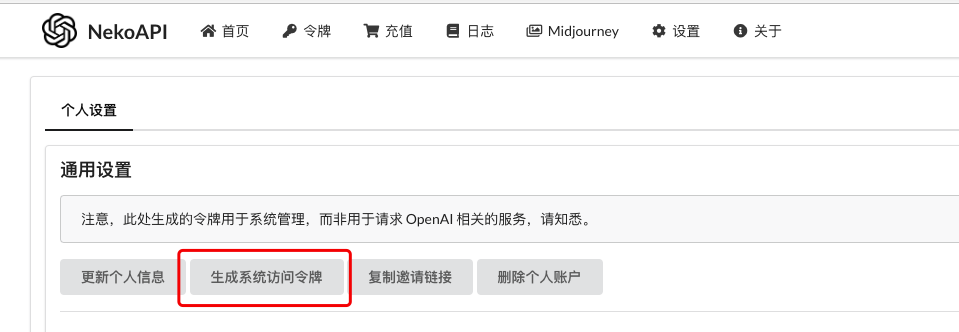 NekoAPI 首页 令牌 充值 日志 Midjourney 设置 关于
个人设置
通用设置
注意，此处生成的令牌用于系统管理，而非用于请求 OpenAI 相关的服务，请知悉。
更新个人信息 生成系统访问令牌 复制邀请链接 删除个人账户